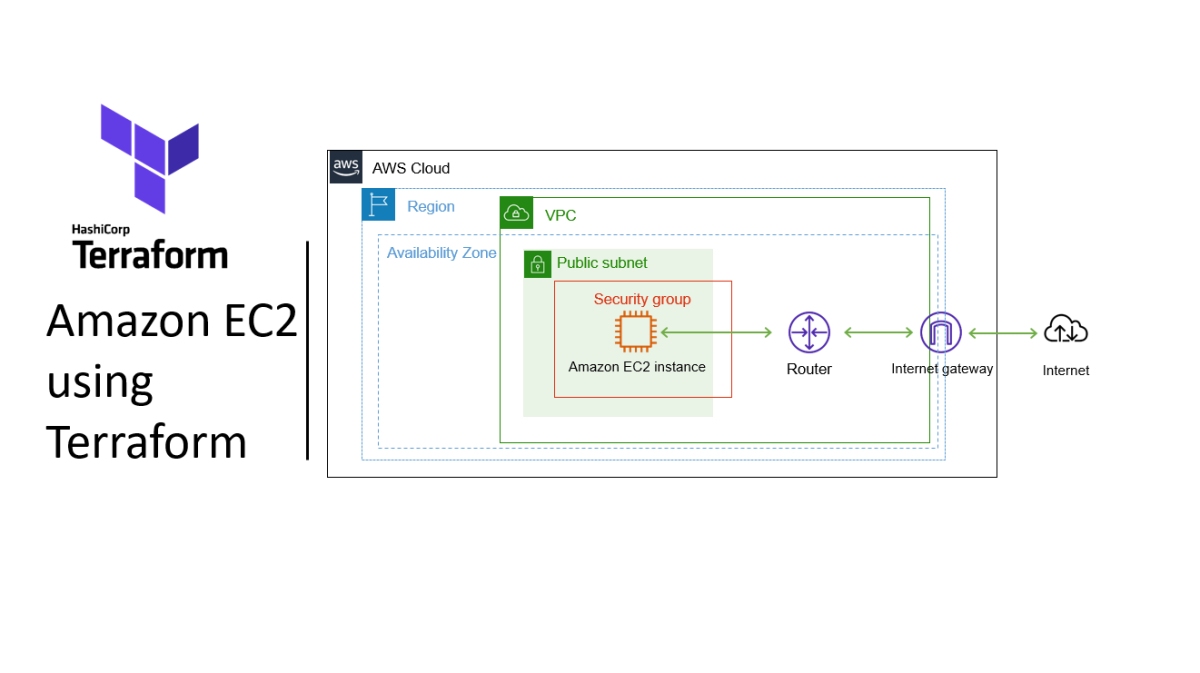 HashiCorp
Terraform
Amazon EC2
using
Terraform
aws
AWS Cloud
Region
VPC
Availability Zone
Public subnet
Security group
Amazon EC2 instance
Router
Internet gateway
Internet